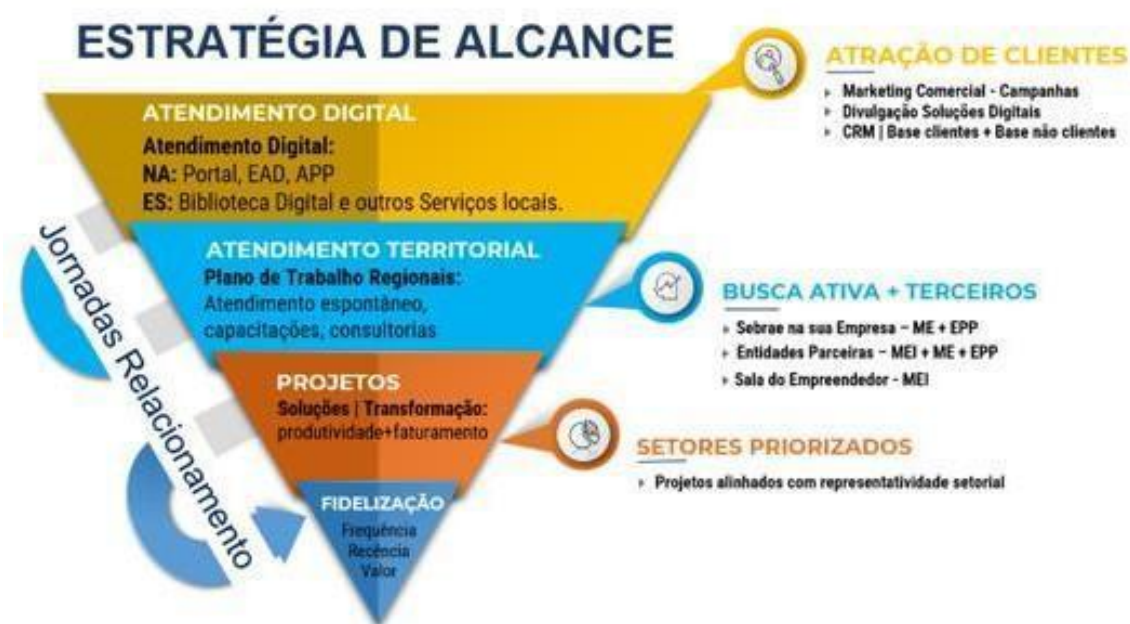 ESTRATÉGIA DE ALCANCE
ATENDIMENTO DIGITAL
Atendimento Digital:
NA: Portal, EAD, APP
ES: Biblioteca Digital e outros Serviços locais.
ATRAÇÃO DE CLIENTES
Marketing Comercial - Campanhas
Divulgação Soluções Digitais
CRM | Base clientes + Base não clientes
Jornadas Relacionamento
ATENDIMENTO TERRITORIAL
Plano de Trabalho Regionais:
Atendimento espontâneo,
capacitações, consultorias
BUSCA ATIVA + TERCEIROS
Sebrae na sua Empresa – ME + EPP
Entidades Parceiras – MEI + ME + EPP
Sala do Empreendedor - MEI
PROJETOS
Soluções | Transformação:
produtividade+faturamento
SETORES PRIORIZADOS
Projetos alinhados com representatividade setorial
FIDELIZAÇÃO
Frequência
Recência
Valor